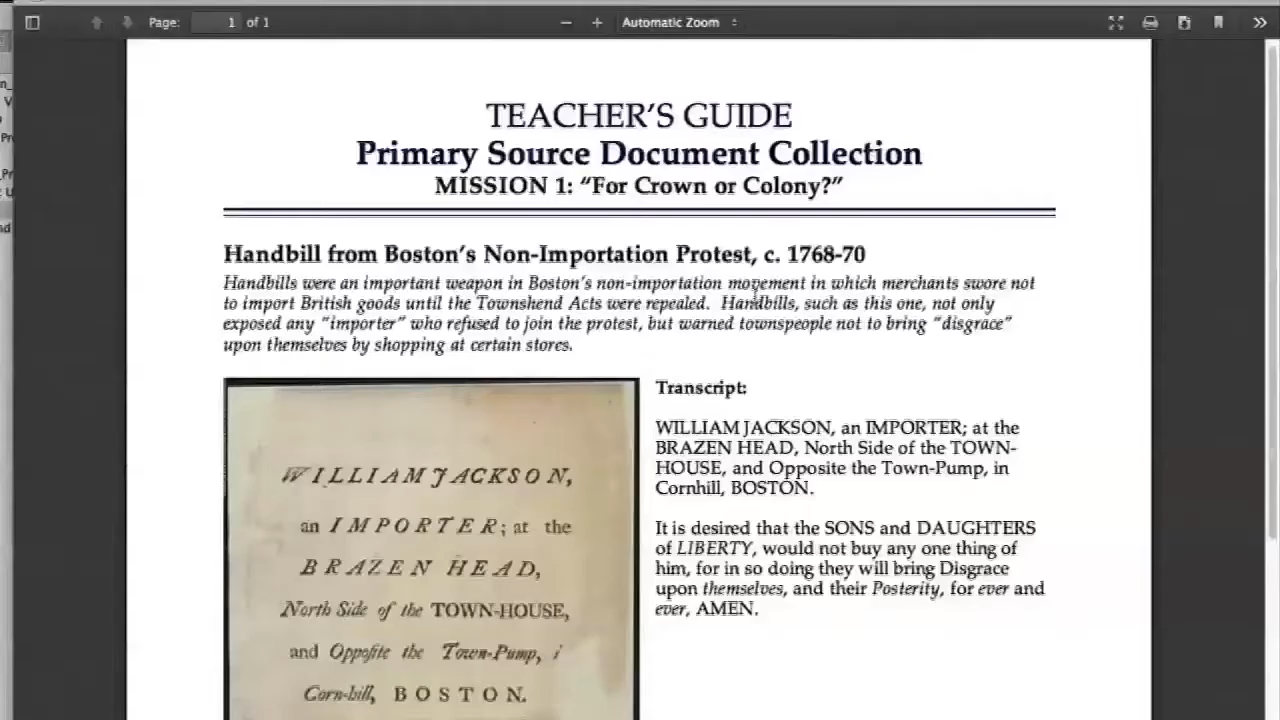 Page: 1 of 1
Automatic Zoom
TEACHER'S GUIDE
Primary Source Document Collection
MISSION 1: “For Crown or Colony?”
Handbill from Boston's Non-Importation Protest, c. 1768-70
Handbills were an important weapon in Boston's non-importation movement in which merchants swore not
to import British goods until the Townshend Acts were repealed. Handbills, such as this one, not only
exposed any “importer” who refused to join the protest, but warned townspeople not to bring “disgrace”
upon themselves by shopping at certain stores.
WILLIAM JACKSON,
an IMPORTER; at the
BRAZEN HEAD,
North Side of the TOWN-HOUSE,
and Opposite the Town-Pump, i
Corn-hill, BOSTON.
Transcript:
WILLIAM JACKSON, an IMPORTER; at the
BRAZEN HEAD, North Side of the TOWN-
HOUSE, and Opposite the Town-Pump, in
Cornhill, BOSTON.
It is desired that the SONS and DAUGHTERS
of LIBERTY, would not buy any one thing of
him, for in so doing they will bring Disgrace
upon themselves, and their Posterity, for ever and
ever, AMEN.